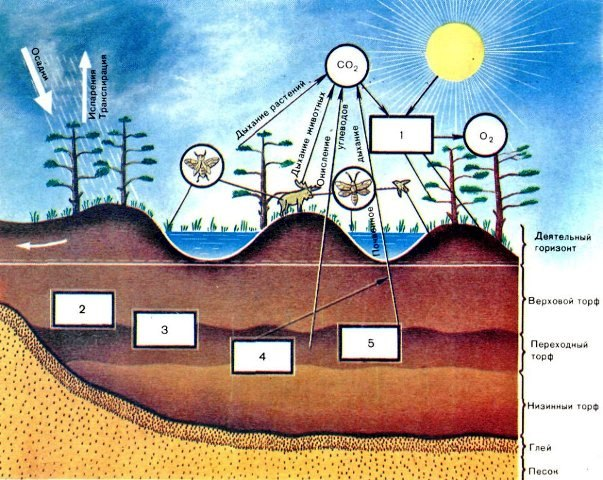 Осадки
Испарения
Транспирация
CO₂
Дыхание растений
Дыхание животных
Окисление
углеводов
Почвенное
дыхание
1
O₂
2
3
4
5
Деятельный
горизонт
Верховой торф
Переходный
торф
Низинный торф
Глей
Песок